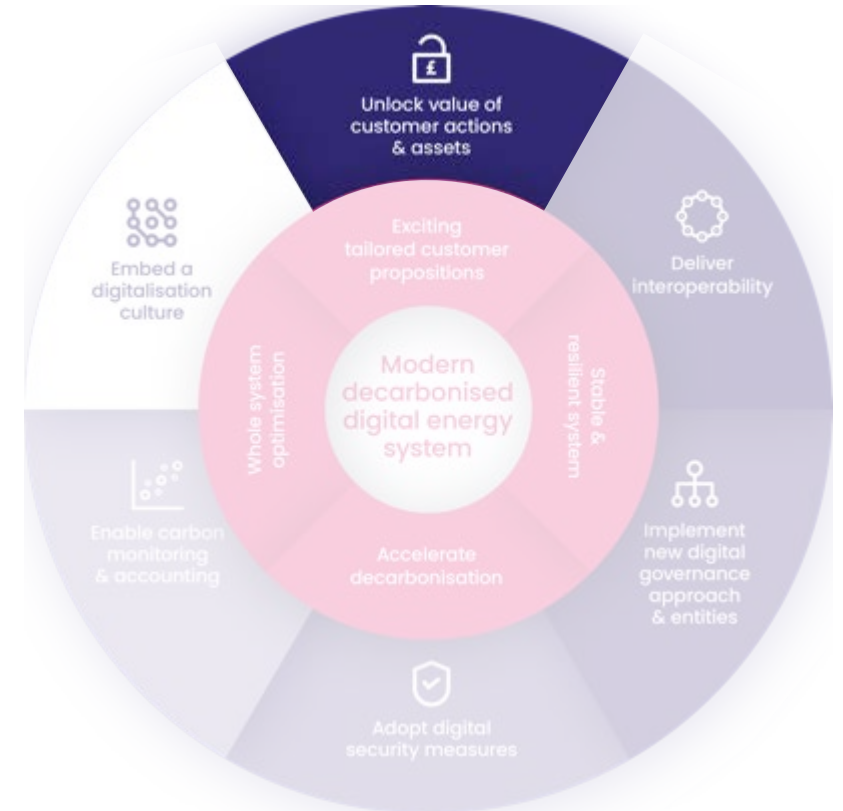 £
Unlock value of
customer actions
& assets
Embed a
digitalisation
culture
Deliver
interoperability
Exciting
tailored customer
propositions
Whole system
optimisation
Modern
decarbonised
digital energy
system
Stable &
resilient system
Enable carbon
monitoring
& accounting
Accelerate
decarbonisation
Implement
new digital
governance
approach
& entities
Adopt digital
security measures